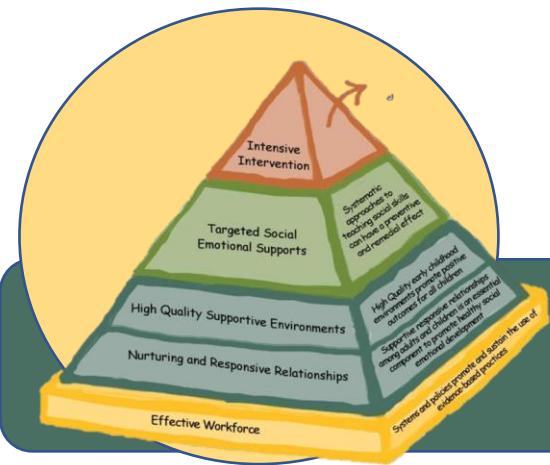 Intensive
Intervention
Systematic
approaches to
teaching social skills
can have a preventive
and remedial effect
Targeted Social
Emotional Supports
High Quality early childhood
environments promote positive
outcomes for all children
High Quality Supportive Environments
Supportive responsive relationships
among adults and children is an essential
component to promote healthy social
emotional development
Nurturing and Responsive Relationships
Systems and policies promote and sustain the use of
evidence-based practices
Effective Workforce